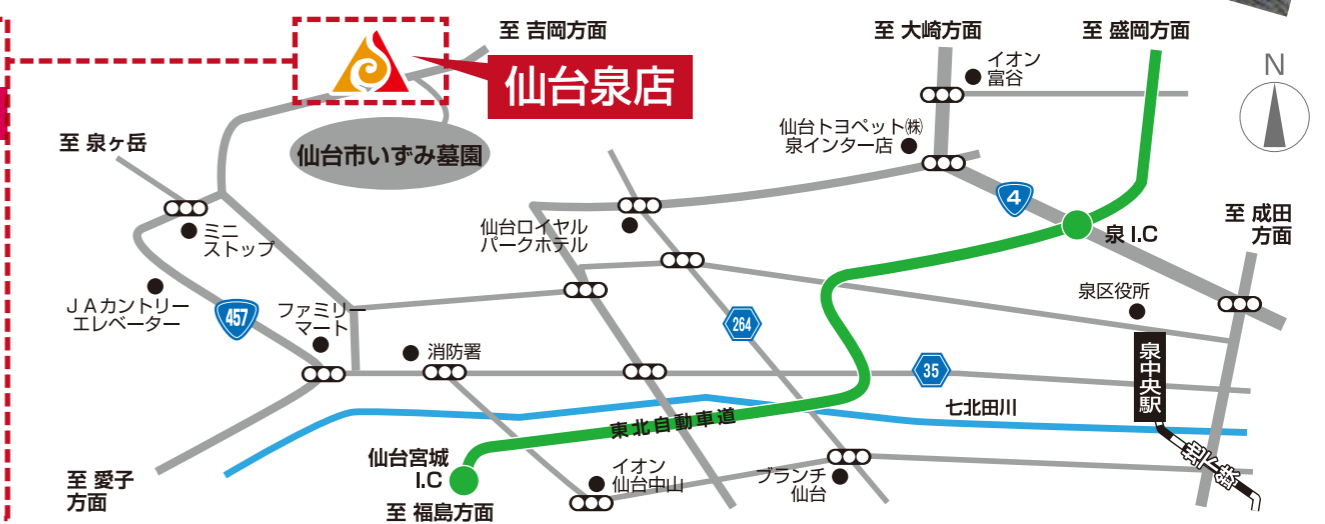 至 吉岡方面
至 大崎方面
至 盛岡方面
イオン
富谷
N
仙台泉店
仙台トヨペット㈱
泉インター店
至 泉ヶ岳
仙台市いずみ墓園
4
至 成田
方面
ミニ
ストップ
仙台ロイヤル
パークホテル
泉 I.C
JAカントリー
エレベーター
457
ファミリー
マート
264
泉区役所
消防署
35
泉中央駅
七北田川
東北自動車道
仙台宮城
I.C
至 愛子
方面
イオン
仙台中山
ブランチ
仙台
地下鉄
至 福島方面